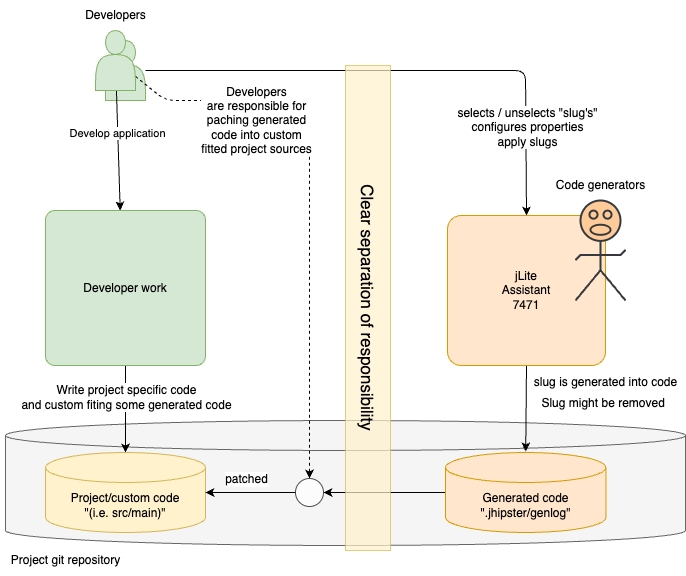 Developers
Developers
are responsible for
paching generated
code into custom
fitted project sources
Develop application
selects / unselects "slug's"
configures properties
apply slugs
Code generators
Clear separation of responsibility
Developer work
jLite
Assistant
7471
Write project specific code
and custom fiting some generated code
slug is generated into code
Slug might be removed
patched
Project/custom code
"(i.e. src/main)"
Generated code
".jhipster/genlog"
Project git repository